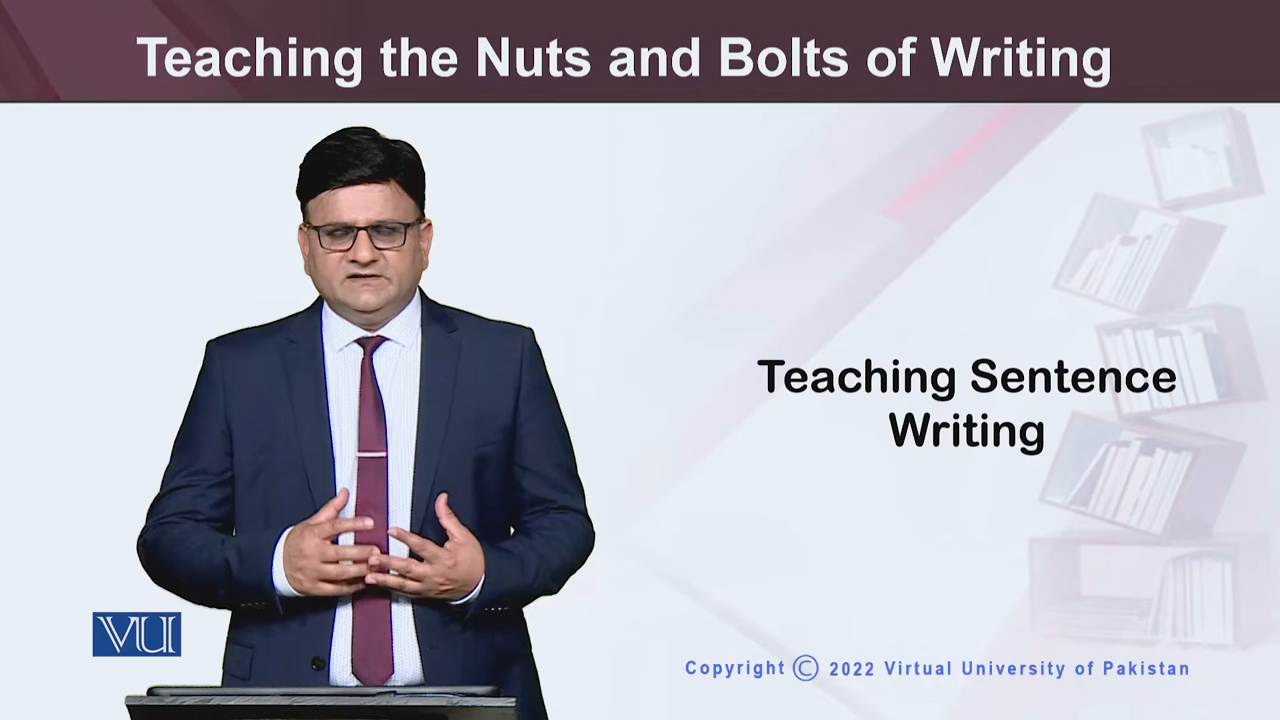 Teaching the Nuts and Bolts of Writing
Teaching Sentence
Writing
VU
Copyright © 2022 Virtual University of Pakistan